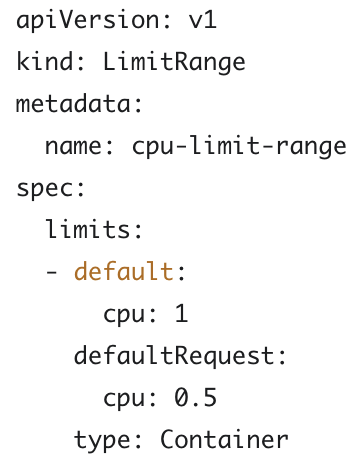 apiVersion: v1
kind: LimitRange
metadata:
  name: cpu-limit-range
spec:
  limits:
  - default:
      cpu: 1
    defaultRequest:
      cpu: 0.5
    type: Container